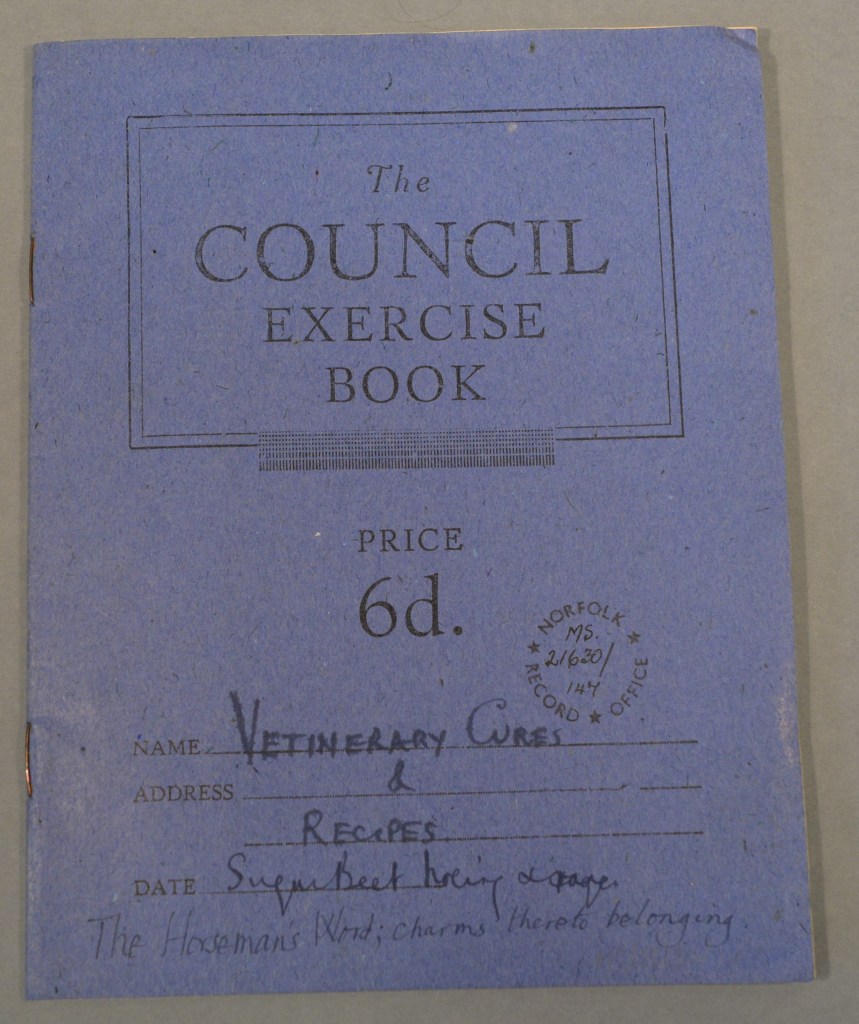 The
COUNCIL
EXERCISE
BOOK
PRICE
6d.
NORFOLK RECORD OFFICE
MS.
21630/
147
NAME VETINERARY CURES
ADDRESS &
RECIPES
DATE Sugar Beet hoeing &
The Horseman's Word; charms thereto belonging.